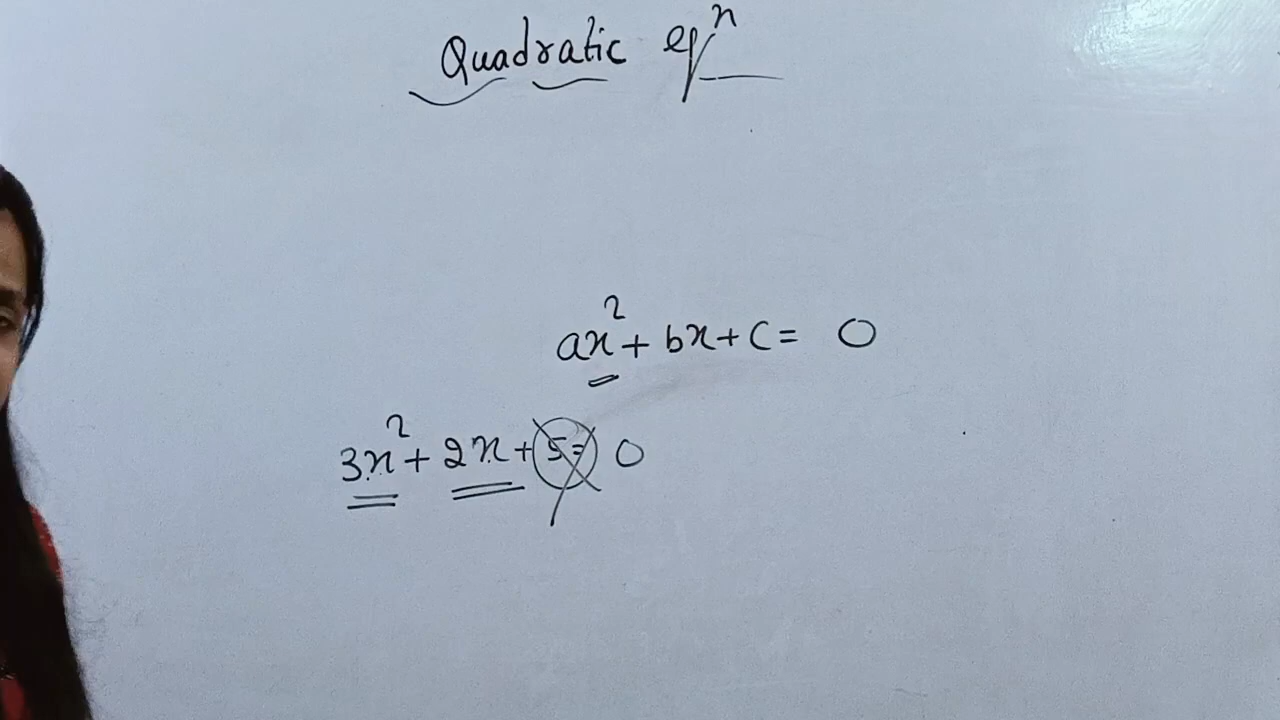 Quadratic eqⁿ
ax² + bx + c = 0
3x² + 2x + 5 = 0